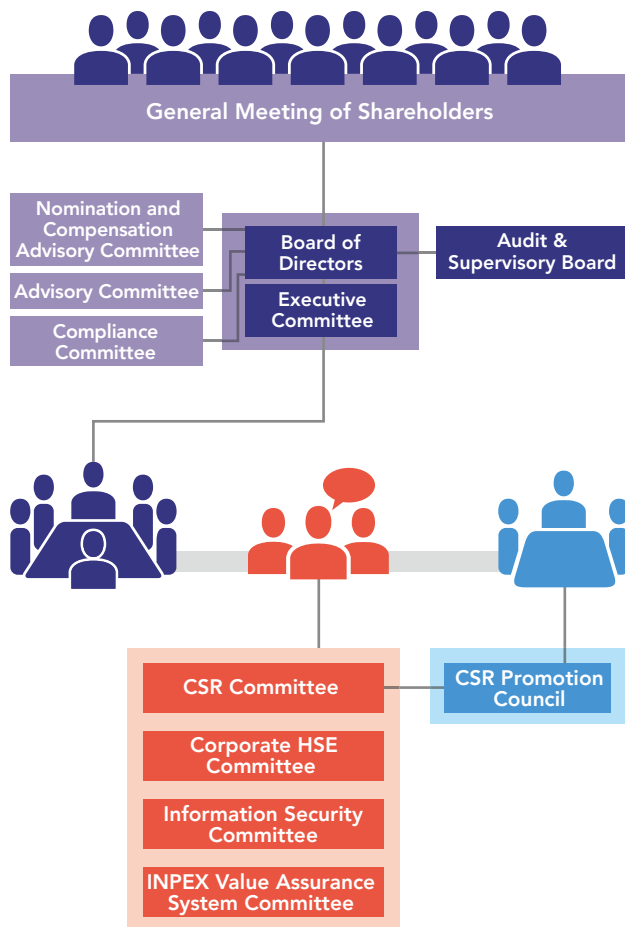 General Meeting of Shareholders
Nomination and
Compensation
Advisory Committee
Advisory Committee
Compliance
Committee
Board of
Directors
Executive
Committee
Audit &
Supervisory Board
CSR Committee
Corporate HSE
Committee
Information Security
Committee
INPEX Value Assurance
System Committee
CSR Promotion
Council